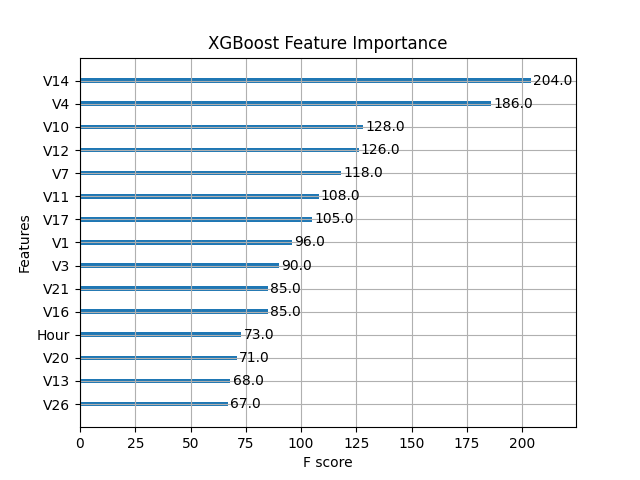 XGBoost Feature Importance
V14 204.0
V4 186.0
V10 128.0
V12 126.0
V7 118.0
V11 108.0
V17 105.0
V1 96.0
V3 90.0
V21 85.0
V16 85.0
Hour 73.0
V20 71.0
V13 68.0
V26 67.0
Features
0 25 50 75 100 125 150 175 200
F score